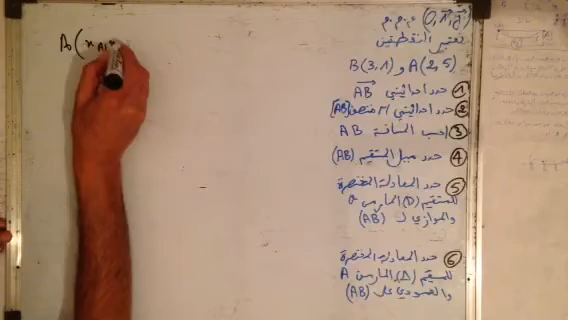 (O, i, j) م.م.م
نعتبر النقطتين
A(2,5) و B(3,1)
① حدد احداثيتي AB
② حدد احداثيتي M منتصف [AB]
③ احسب المسافة AB
④ حدد ميل المستقيم (AB)
⑤ حدد المعادلة المختصرة
للمستقيم (D) المار من O
والموازي ل (AB)
⑥ حدد المعادلة المختصرة
للمستقيم (Δ) المار من A
والعمودي على (AB)
A(x_A,